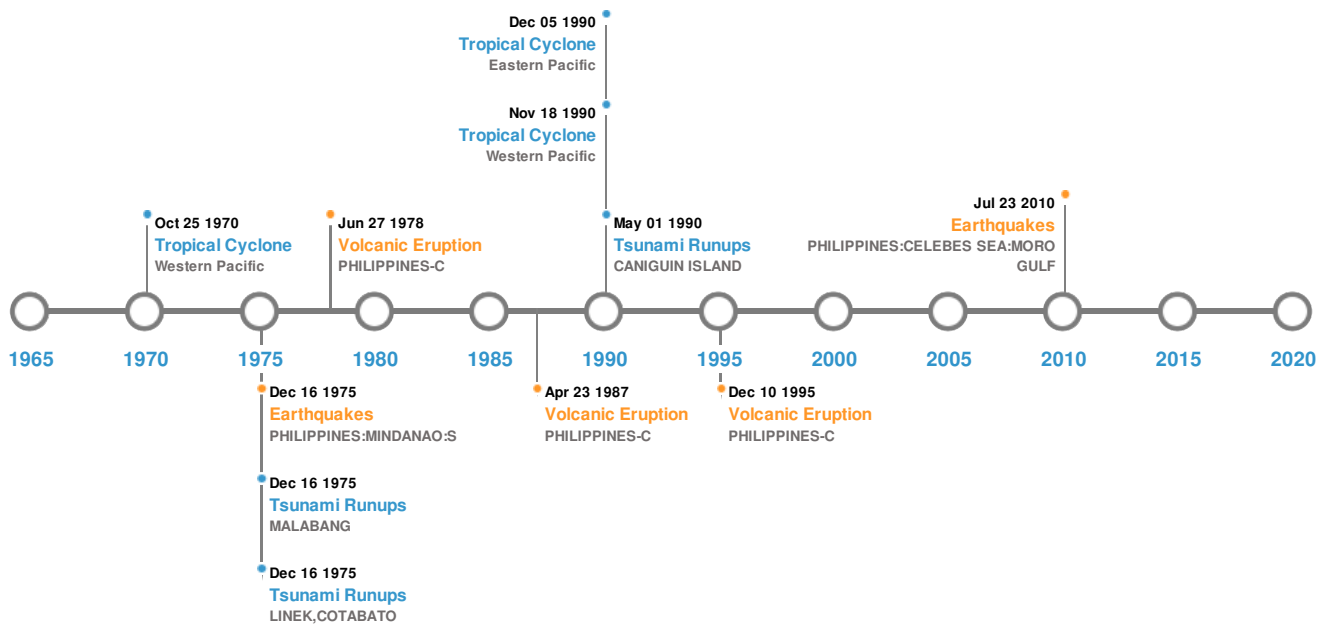 Dec 05 1990
Tropical Cyclone
Eastern Pacific
Nov 18 1990
Tropical Cyclone
Western Pacific
Oct 25 1970
Tropical Cyclone
Western Pacific
Jun 27 1978
Volcanic Eruption
PHILIPPINES-C
May 01 1990
Tsunami Runups
CANIGUIN ISLAND
Jul 23 2010
Earthquakes
PHILIPPINES:CELEBES SEA:MORO
GULF
1965 1970 1975 1980 1985 1990 1995 2000 2005 2010 2015 2020
Dec 16 1975
Earthquakes
PHILIPPINES:MINDANAO:S
Dec 16 1975
Tsunami Runups
MALABANG
Dec 16 1975
Tsunami Runups
LINEK,COTABATO
Apr 23 1987
Volcanic Eruption
PHILIPPINES-C
Dec 10 1995
Volcanic Eruption
PHILIPPINES-C